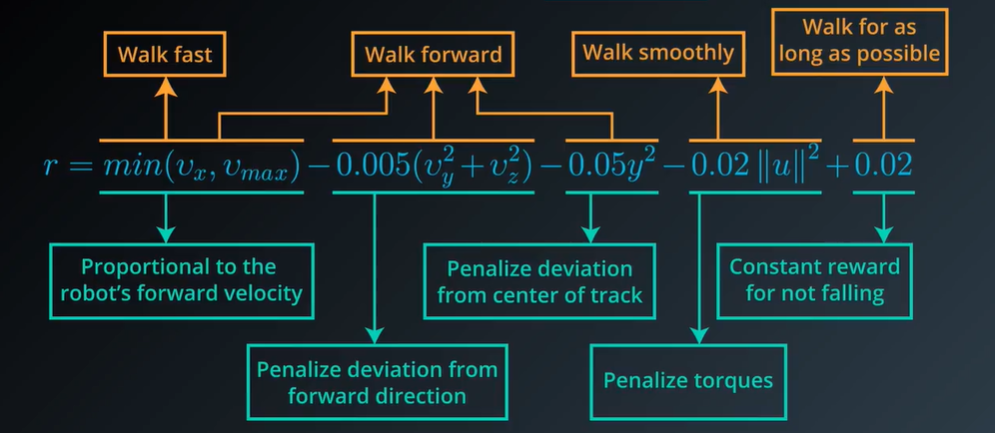 Walk fast
Walk forward
Walk smoothly
Walk for as
long as possible
r = min(v_x, v_max) − 0.005(v_y^2 + v_z^2) − 0.05y^2 − 0.02 ‖u‖^2 + 0.02
Proportional to the
robot's forward velocity
Penalize deviation
from center of track
Constant reward
for not falling
Penalize deviation from
forward direction
Penalize torques